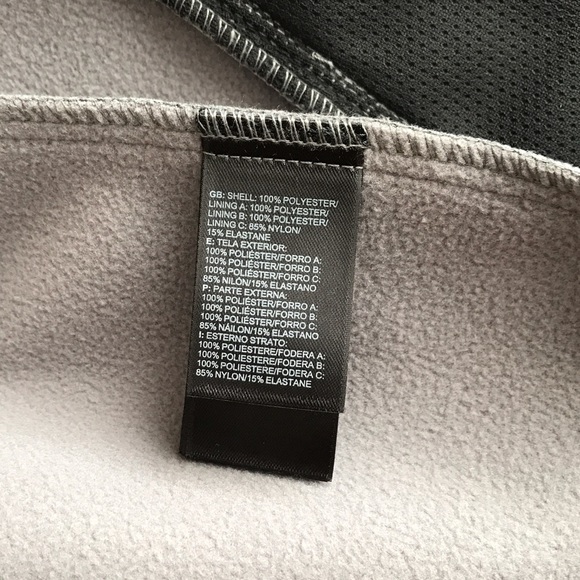 GB: SHELL: 100% POLYESTER/
LINING A: 100% POLYESTER/
LINING B: 100% POLYESTER/
LINING C: 85% NYLON/
15% ELASTANE
E: TELA EXTERIOR:
100% POLIÉSTER/FORRO A:
100% POLIÉSTER/FORRO B:
100% POLIÉSTER/FORRO C:
85% NILÓN/15% ELASTANO
P: PARTE EXTERNA:
100% POLIÉSTER/FORRO A:
100% POLIÉSTER/FORRO B:
100% POLIÉSTER/FORRO C:
85% NÁILON/15% ELASTANO
I: ESTERNO STRATO:
100% POLIESTERE/FODERA A:
100% POLIESTERE/FODERA B:
100% POLIESTERE/FODERA C:
85% NYLON/15% ELASTANE